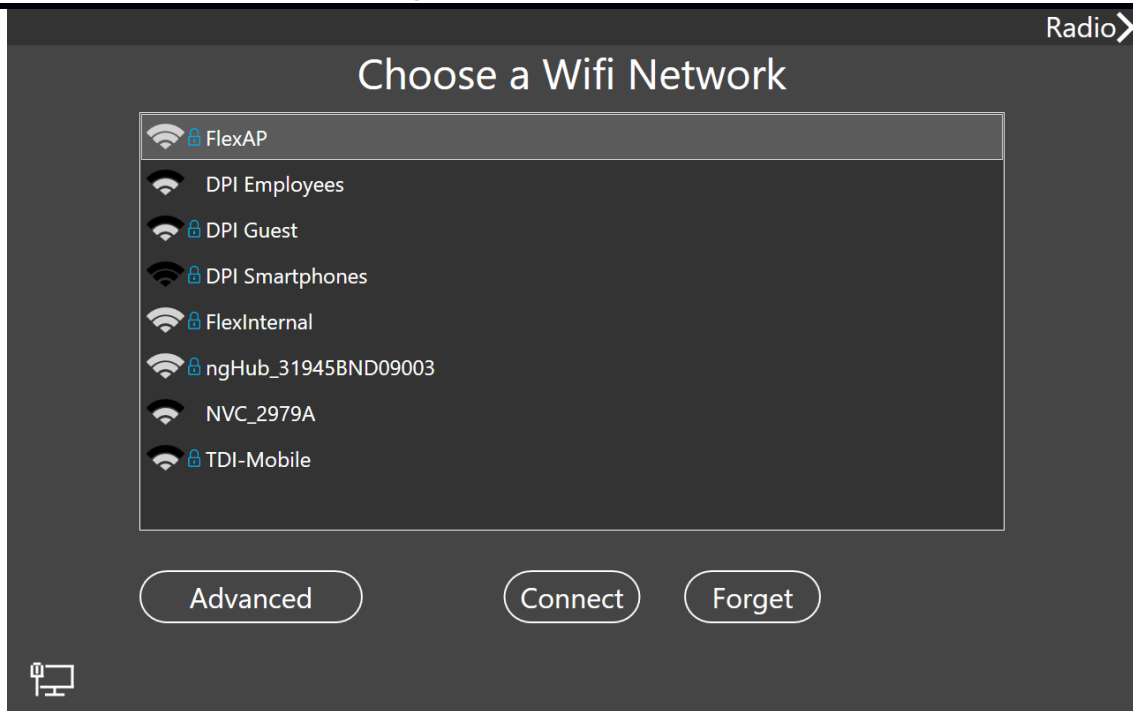 Radio
Choose a Wifi Network
FlexAP
DPI Employees
DPI Guest
DPI Smartphones
FlexInternal
ngHub_31945BND09003
NVC_2979A
TDI-Mobile
Advanced
Connect
Forget